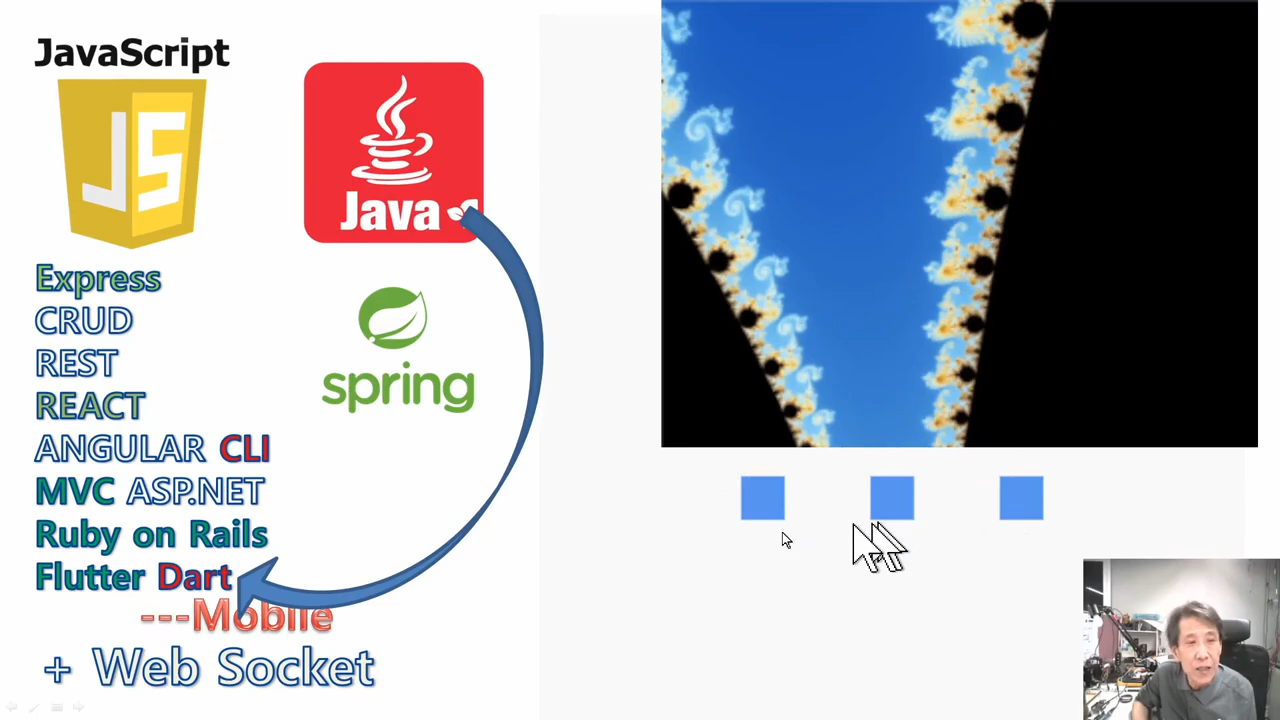 JavaScript
JS
Java
spring
Express
CRUD
REST
REACT
ANGULAR CLI
MVC ASP.NET
Ruby on Rails
Flutter Dart
---Mobile
+ Web Socket